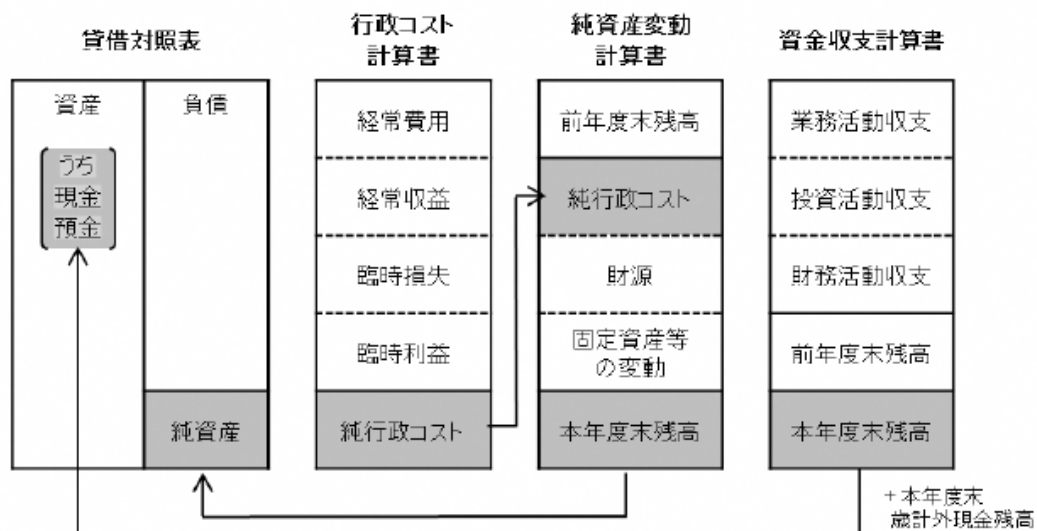 貸借対照表
資産
うち
現金
預金
負債
純資産
行政コスト
計算書
経常費用
経常収益
臨時損失
臨時利益
純行政コスト
純資産変動
計算書
前年度末残高
純行政コスト
財源
固定資産等
の変動
本年度末残高
資金収支計算書
業務活動収支
投資活動収支
財務活動収支
前年度末残高
本年度末残高
+本年度末
歳計外現金残高